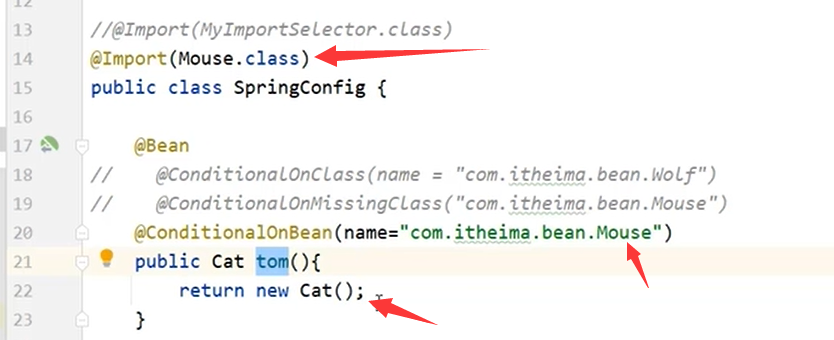 12
13 //@Import(MyImportSelector.class)
14 @Import(Mouse.class)
15 public class SpringConfig {
16
17 @Bean
18 // @ConditionalOnClass(name = "com.itheima.bean.Wolf")
19 // @ConditionalOnMissingClass("com.itheima.bean.Mouse")
20 @ConditionalOnBean(name="com.itheima.bean.Mouse")
21 public Cat tom(){
22 return new Cat();
23 }